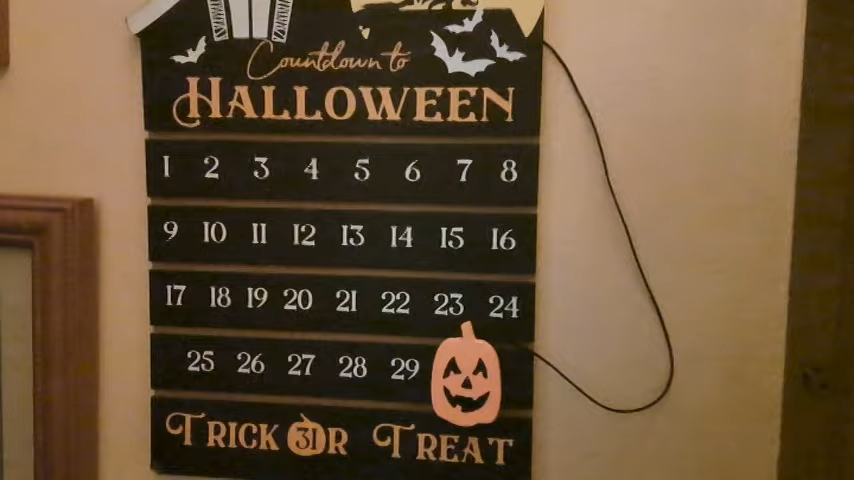 Countdown to
HALLOWEEN
1 2 3 4 5 6 7 8
9 10 11 12 13 14 15 16
17 18 19 20 21 22 23 24
25 26 27 28 29
TRICK 31R TREAT